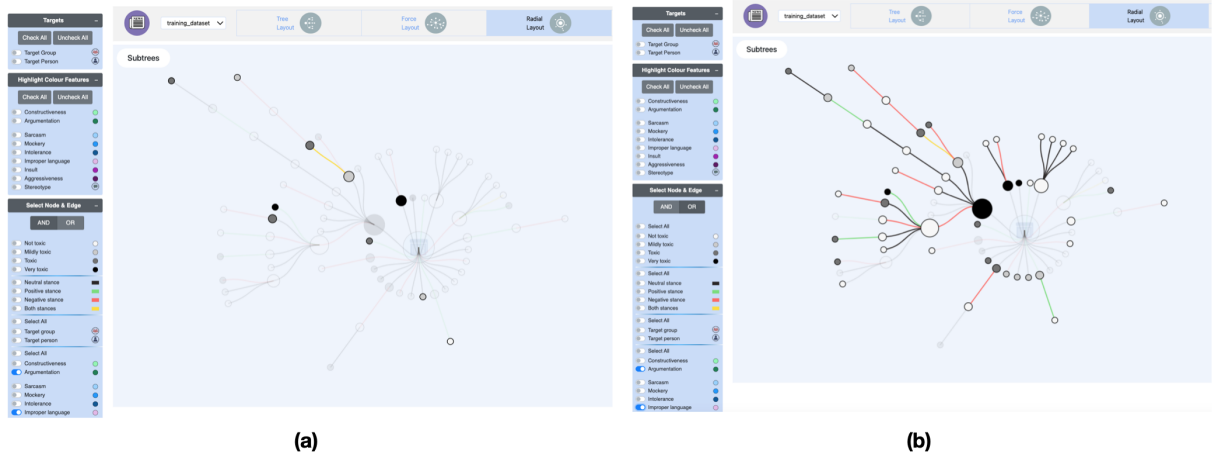 Targets
Check All Uncheck All
Target Group
Target Person
Highlight Colour Features
Check All Uncheck All
Constructiveness
Argumentation
Sarcasm
Mockery
Intolerance
Improper language
Insult
Aggressiveness
Stereotype
Select Node & Edge
AND OR
Not toxic
Mildly toxic
Toxic
Very toxic
Neutral stance
Positive stance
Negative stance
Both stances
Select All
Target group
Target person
Select All
Constructiveness
Argumentation
Sarcasm
Mockery
Intolerance
Improper language
training_dataset
Tree
Layout
Force
Layout
Radial
Layout
Subtrees
(a)
Targets
Check All Uncheck All
Target Group
Target Person
Highlight Colour Features
Check All Uncheck All
Constructiveness
Argumentation
Sarcasm
Mockery
Intolerance
Improper language
Insult
Aggressiveness
Stereotype
Select Node & Edge
AND OR
Select All
Not toxic
Mildly toxic
Toxic
Very toxic
Select All
Neutral stance
Positive stance
Negative stance
Both stances
Select All
Target group
Target person
Select All
Constructiveness
Argumentation
Sarcasm
Mockery
Intolerance
Improper language
training_dataset
Tree
Layout
Force
Layout
Radial
Layout
Subtrees
(b)